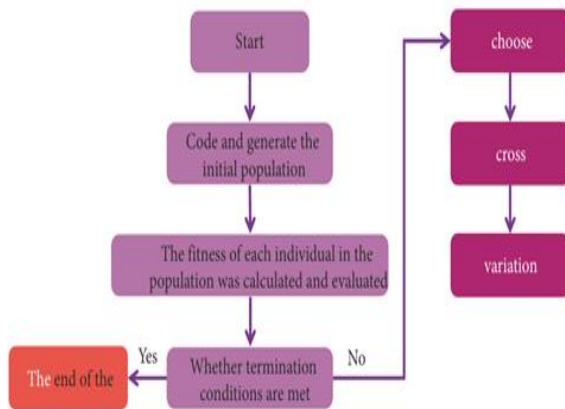 Start
Code and generate the
initial population
The fitness of each individual in the
population was calculated and evaluated
Whether termination
conditions are met
Yes
The end of the
No
choose
cross
variation